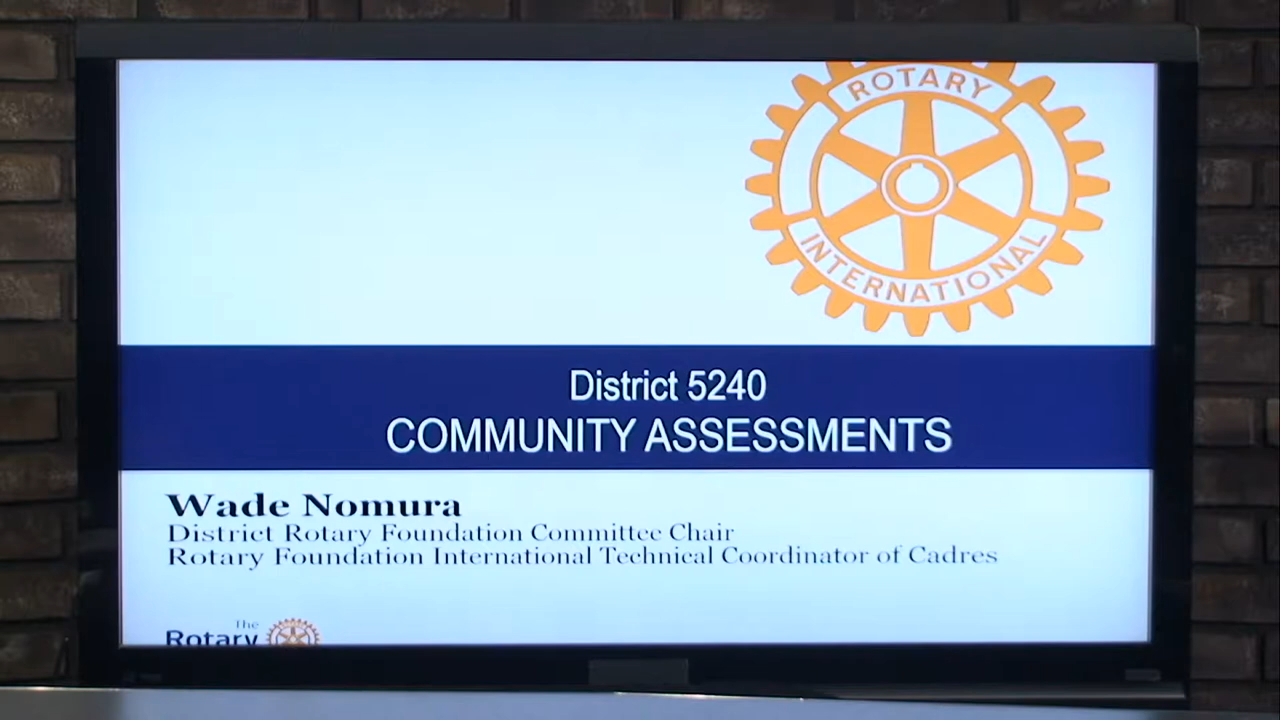 ROTARY
INTERNATIONAL
District 5240
COMMUNITY ASSESSMENTS
Wade Nomura
District Rotary Foundation Committee Chair
Rotary Foundation International Technical Coordinator of Cadres
The
Rotary